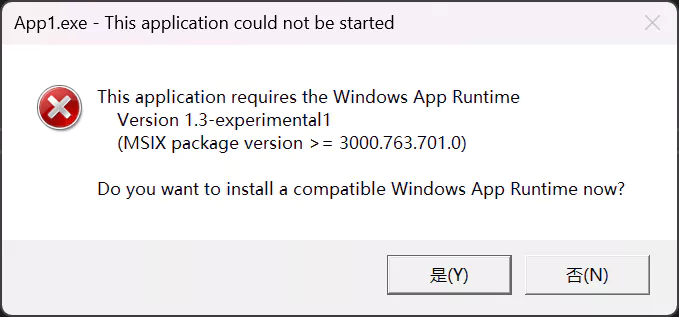 App1.exe - This application could not be started
This application requires the Windows App Runtime
Version 1.3-experimental1
(MSIX package version >= 3000.763.701.0)
Do you want to install a compatible Windows App Runtime now?
是(Y)
否(N)